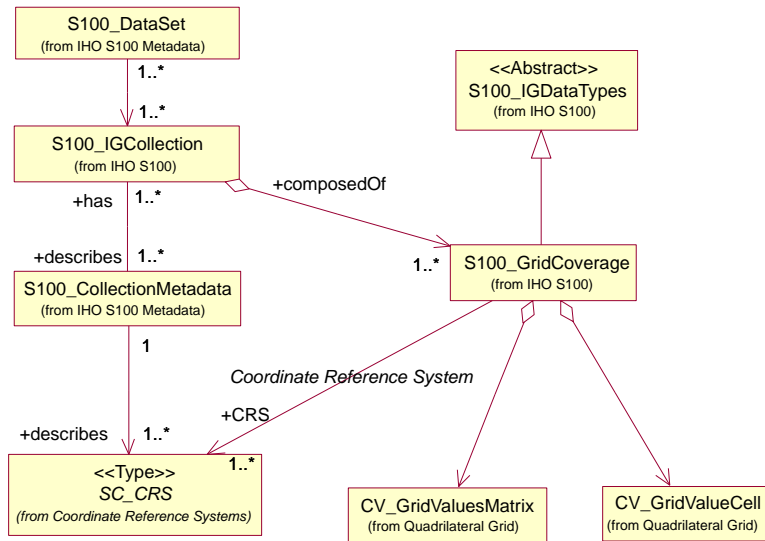 S100_DataSet
(from IHO S100 Metadata)
1..*
1..*
<<Abstract>>
S100_IGDataTypes
(from IHO S100)
S100_IGCollection
(from IHO S100)
+has
1..*
+composedOf
+describes
1..*
1..*
S100_GridCoverage
(from IHO S100)
S100_CollectionMetadata
(from IHO S100 Metadata)
1
Coordinate Reference System
+CRS
+describes
1..*
1..*
<<Type>>
SC_CRS
(from Coordinate Reference Systems)
CV_GridValuesMatrix
(from Quadrilateral Grid)
CV_GridValueCell
(from Quadrilateral Grid)